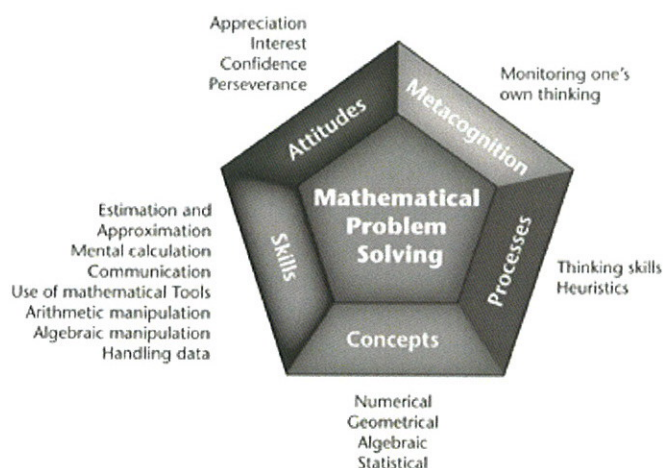 Appreciation
Interest
Confidence
Perseverance
Monitoring one's
own thinking
Attitudes
Metacognition
Mathematical
Problem
Solving
Estimation and
Approximation
Mental calculation
Communication
Use of mathematical Tools
Arithmetic manipulation
Algebraic manipulation
Handling data
Skills
Processes
Thinking skills
Heuristics
Concepts
Numerical
Geometrical
Algebraic
Statistical